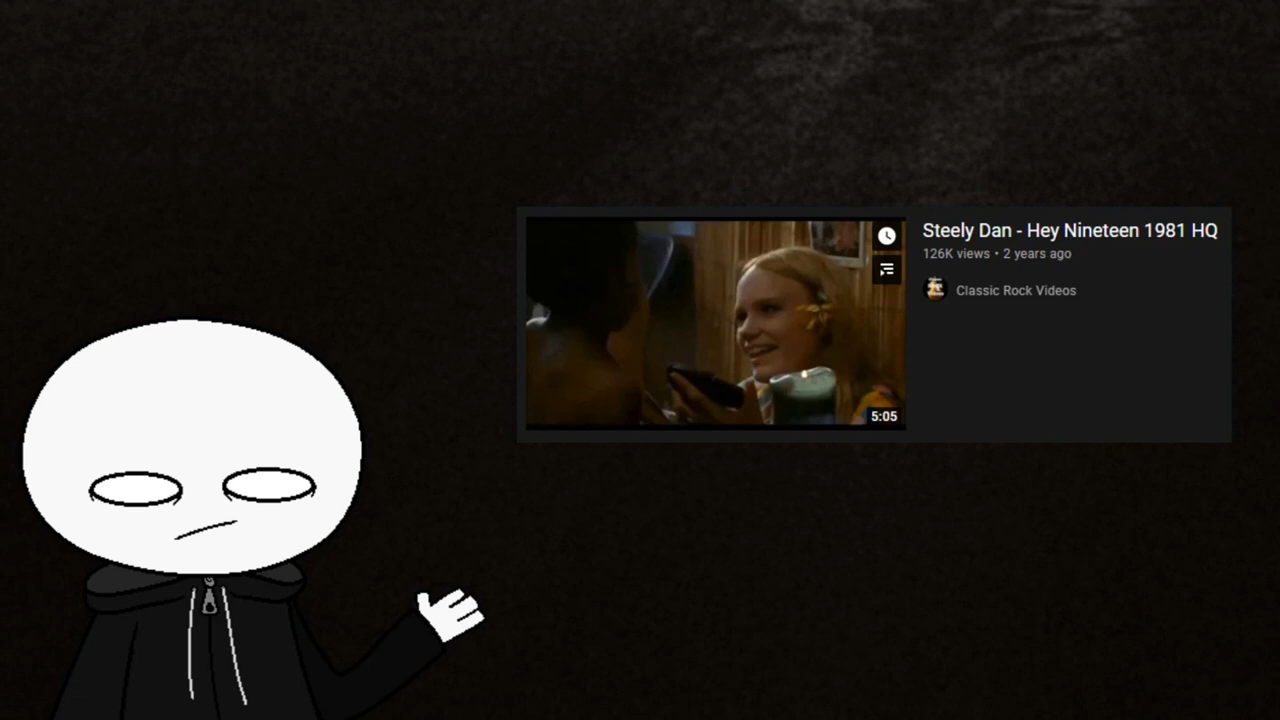 Steely Dan - Hey Nineteen 1981 HQ
126K views • 2 years ago
Classic Rock Videos
5:05